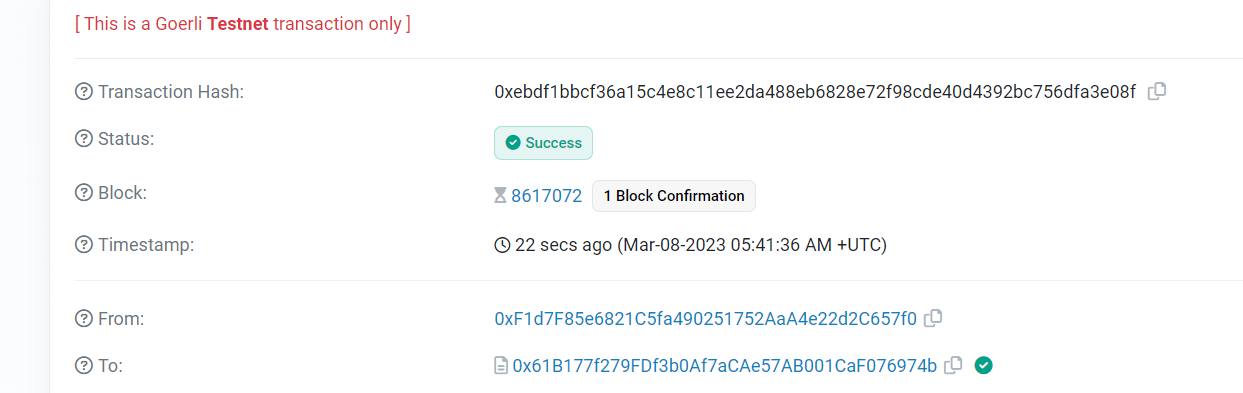 [ This is a Goerli Testnet transaction only ]
Transaction Hash: 0xebdf1bbcf36a15c4e8c11ee2da488eb6828e72f98cde40d4392bc756dfa3e08f
Status: Success
Block: 8617072 1 Block Confirmation
Timestamp: 22 secs ago (Mar-08-2023 05:41:36 AM +UTC)
From: 0xF1d7F85e6821C5fa490251752AaA4e22d2C657f0
To: 0x61B177f279FDf3b0Af7aCAe57AB001CaF076974b